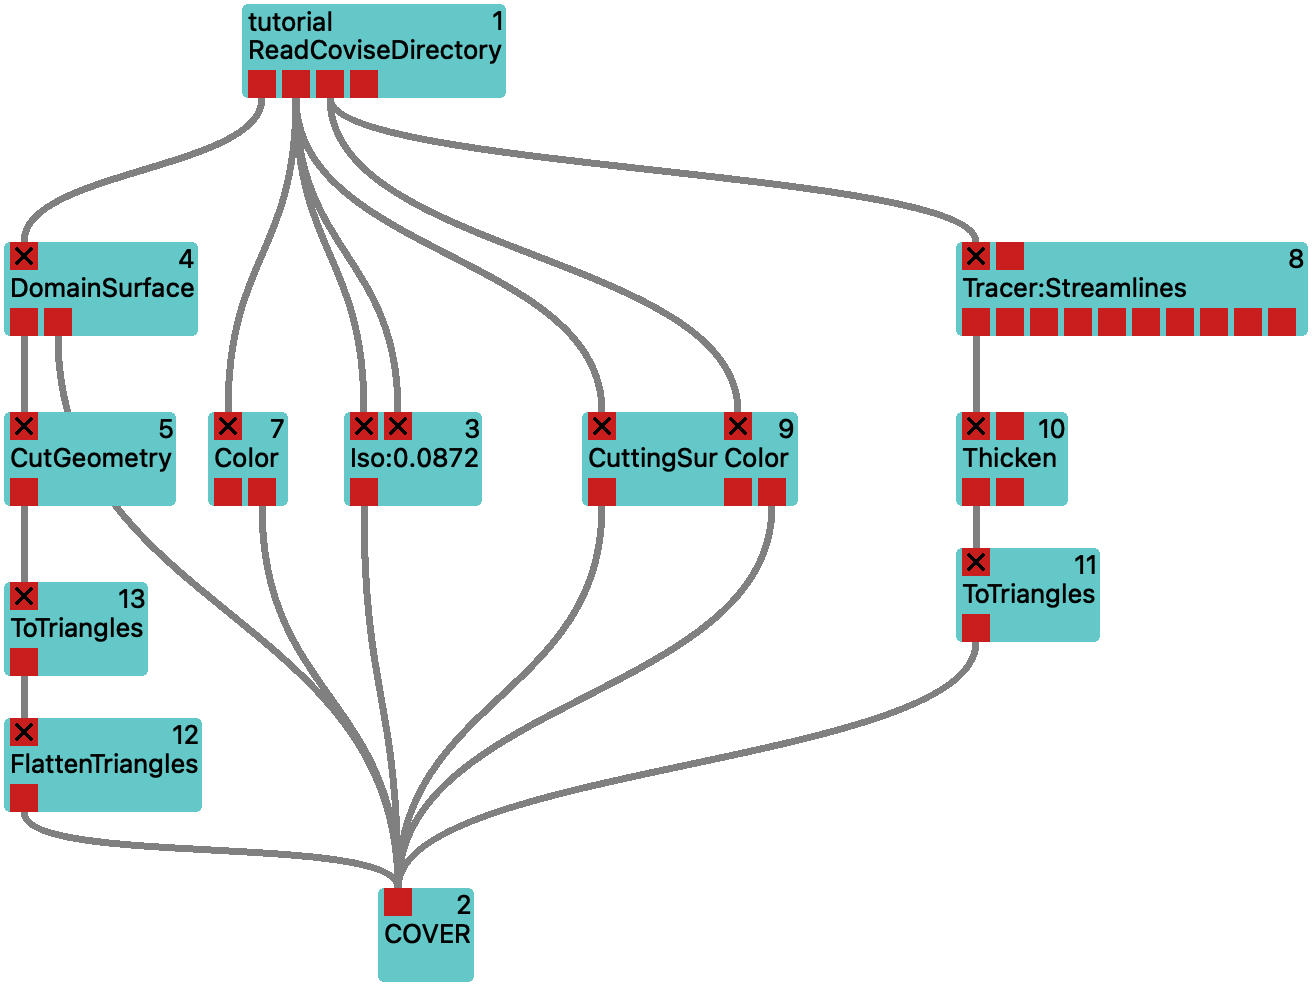 tutorial 1
ReadCoviseDirectory
4
DomainSurface
8
Tracer:Streamlines
5
CutGeometry
7
Color
3
Iso:0.0872
CuttingSur
9
Color
10
Thicken
13
ToTriangles
11
ToTriangles
12
FlattenTriangles
2
COVER